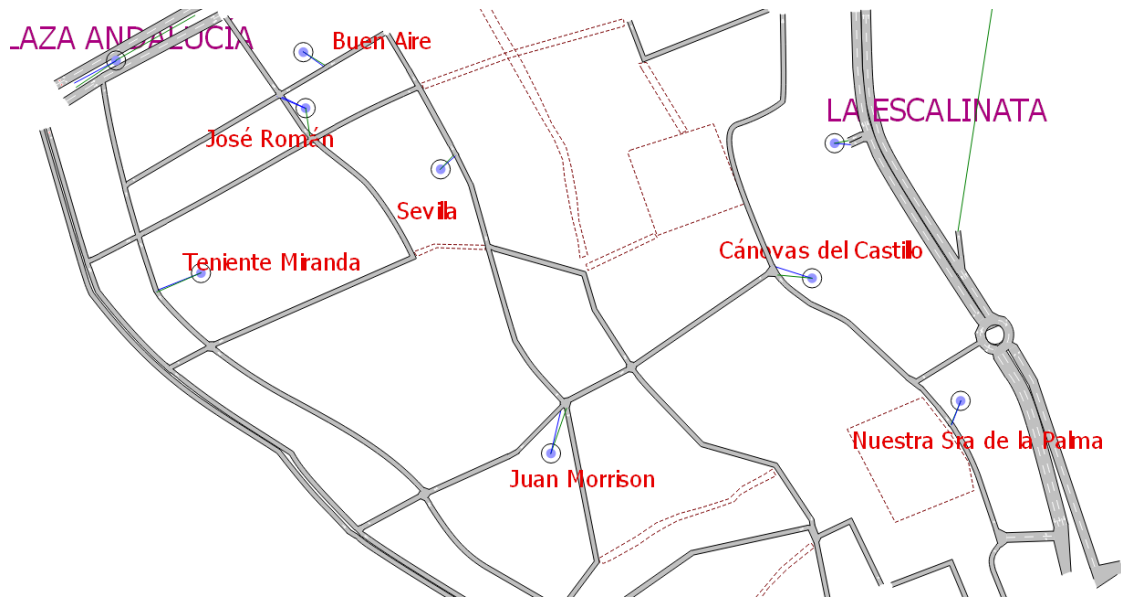 LAZA ANDALUCÍA
Buen Aire
LA ESCALINATA
José Román
Sevilla
Cánovas del Castillo
Teniente Miranda
Nuestra Sra de la Palma
Juan Morrison